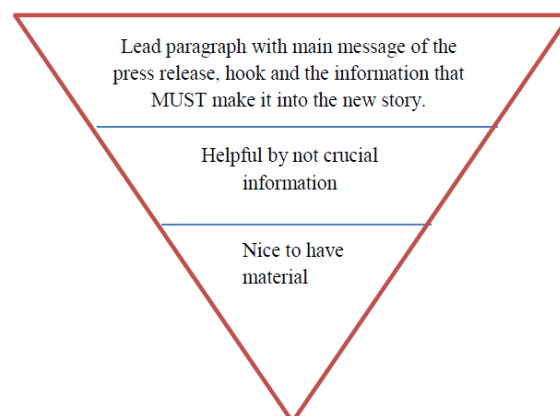 Lead paragraph with main message of the
press release, hook and the information that
MUST make it into the new story.
Helpful by not crucial
information
Nice to have
material